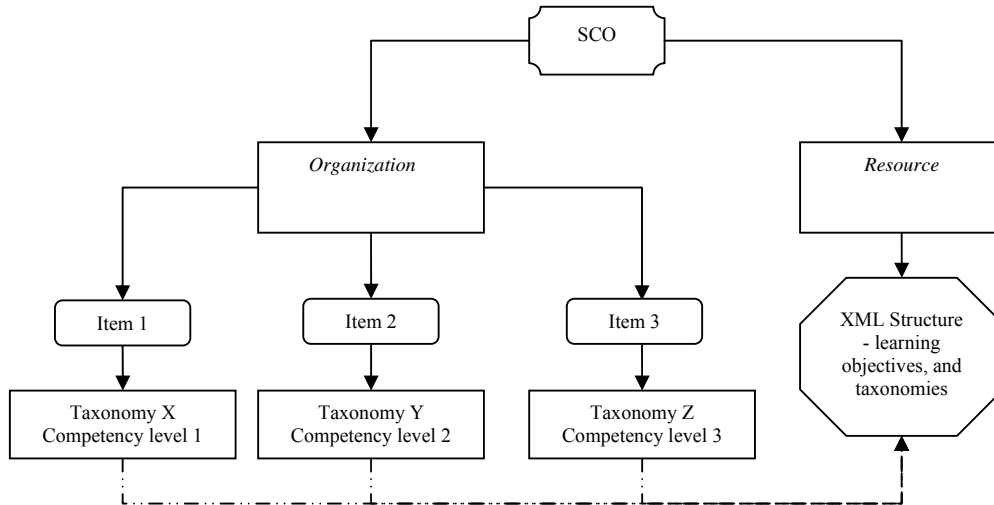 SCO
Organization
Resource
Item 1
Item 2
Item 3
XML Structure
- learning
objectives, and
taxonomies
Taxonomy X
Competency level 1
Taxonomy Y
Competency level 2
Taxonomy Z
Competency level 3